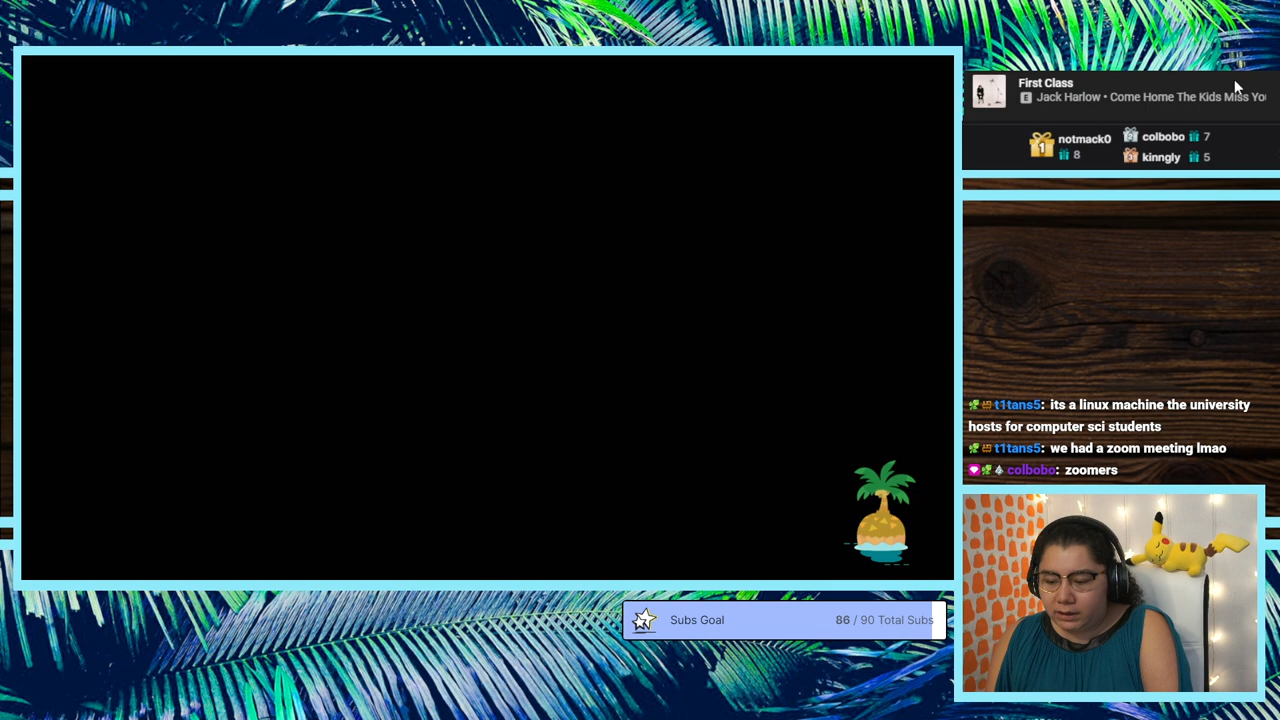 First Class
E Jack Harlow • Come Home The Kids Miss You
1 notmack0 8
colbobo 7
kinngly 5
t1tans5: its a linux machine the university
hosts for computer sci students
t1tans5: we had a zoom meeting lmao
colbobo: zoomers
Subs Goal 86 / 90 Total Subs